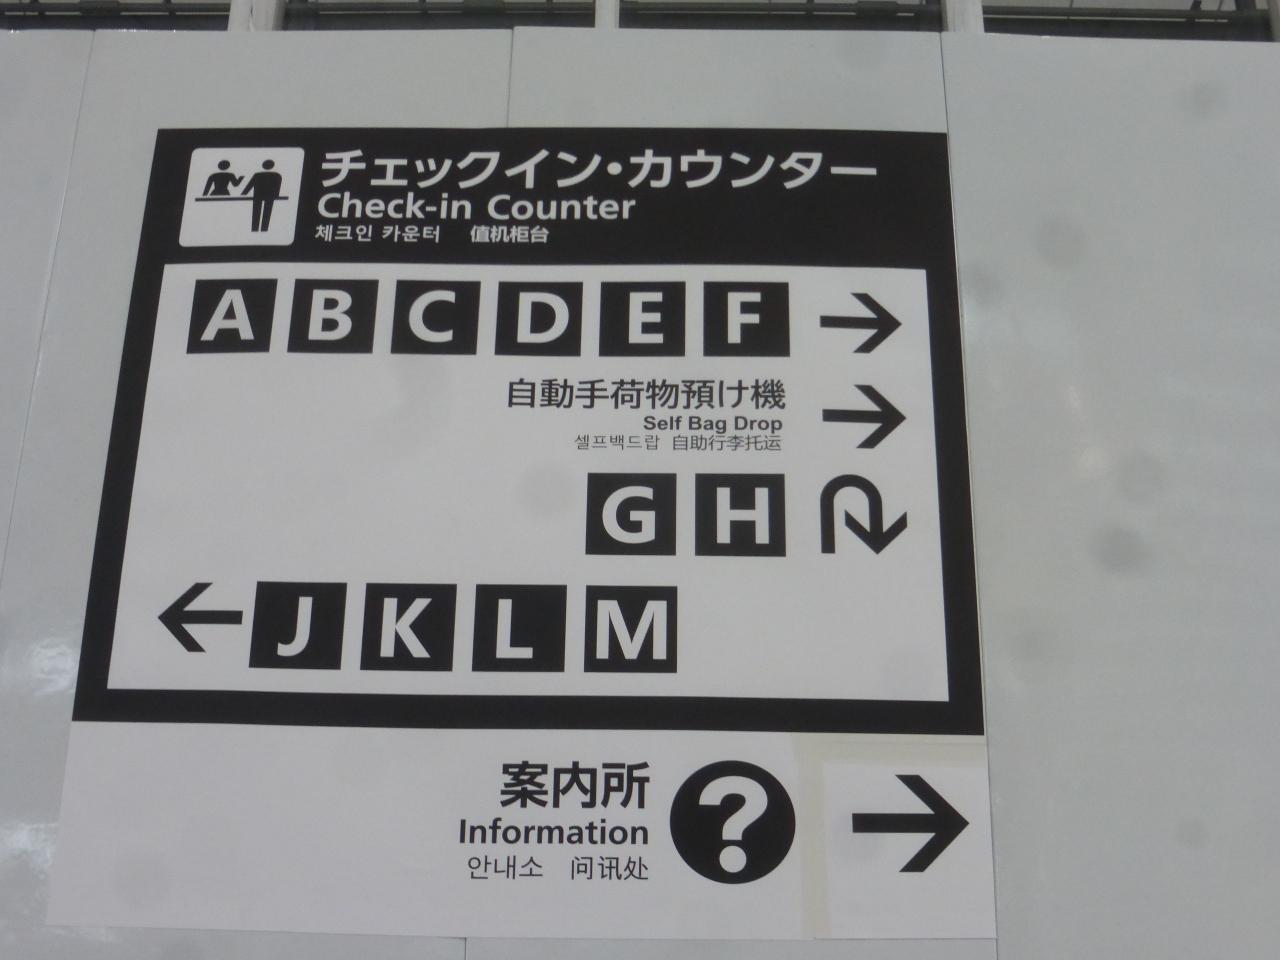 チェックイン・カウンター
Check-in Counter
체크인 카운터 值机柜台
A B C D E F →
自動手荷物預け機 →
Self Bag Drop
셀프백드랍 自助行李托运
G H
← J K L M
案内所 ? →
Information
안내소 问讯处